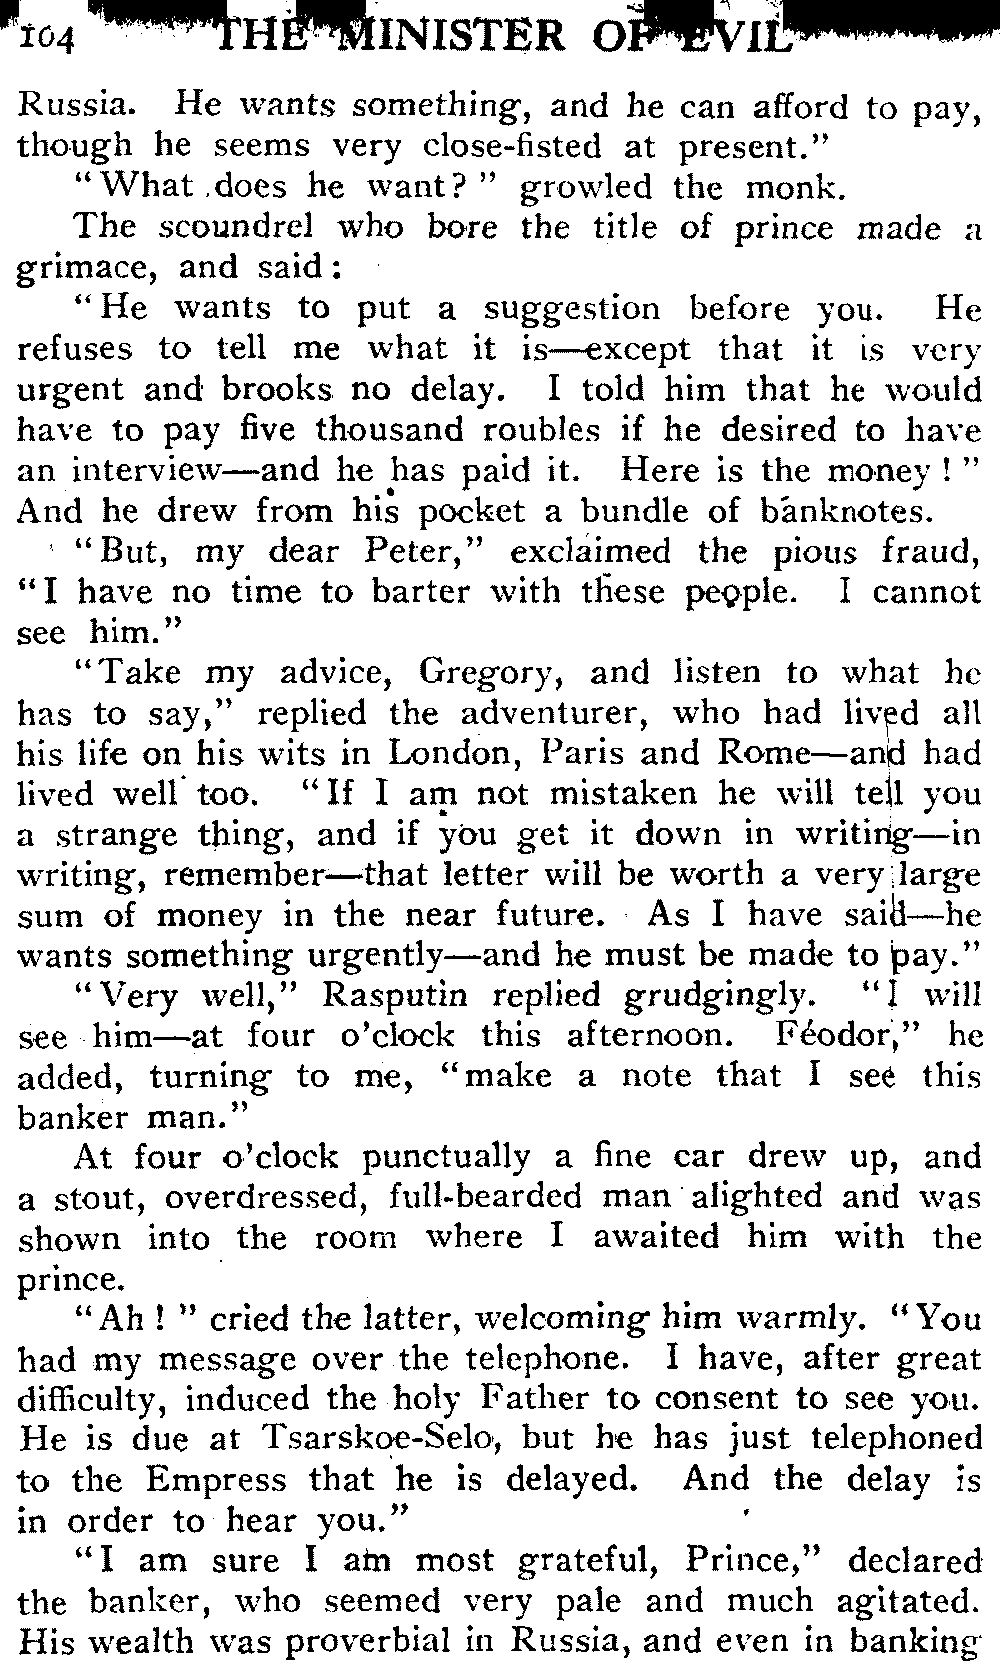 104 THE MINISTER OF EVIL
Russia. He wants something, and he can afford to pay,
though he seems very close-fisted at present."
"What does he want?" growled the monk.
The scoundrel who bore the title of prince made a
grimace, and said:
"He wants to put a suggestion before you. He
refuses to tell me what it is—except that it is very
urgent and brooks no delay. I told him that he would
have to pay five thousand roubles if he desired to have
an interview—and he has paid it. Here is the money!"
And he drew from his pocket a bundle of banknotes.
"But, my dear Peter," exclaimed the pious fraud,
"I have no time to barter with these people. I cannot
see him."
"Take my advice, Gregory, and listen to what he
has to say," replied the adventurer, who had lived all
his life on his wits in London, Paris and Rome—and had
lived well too. "If I am not mistaken he will tell you
a strange thing, and if you get it down in writing—in
writing, remember—that letter will be worth a very large
sum of money in the near future. As I have said—he
wants something urgently—and he must be made to pay."
"Very well," Rasputin replied grudgingly. "I will
see him—at four o'clock this afternoon. Féodor," he
added, turning to me, "make a note that I see this
banker man."
At four o'clock punctually a fine car drew up, and
a stout, overdressed, full-bearded man alighted and was
shown into the room where I awaited him with the
prince.
"Ah!" cried the latter, welcoming him warmly. "You
had my message over the telephone. I have, after great
difficulty, induced the holy Father to consent to see you.
He is due at Tsarskoe-Selo, but he has just telephoned
to the Empress that he is delayed. And the delay is
in order to hear you."
"I am sure I am most grateful, Prince," declared
the banker, who seemed very pale and much agitated.
His wealth was proverbial in Russia, and even in banking